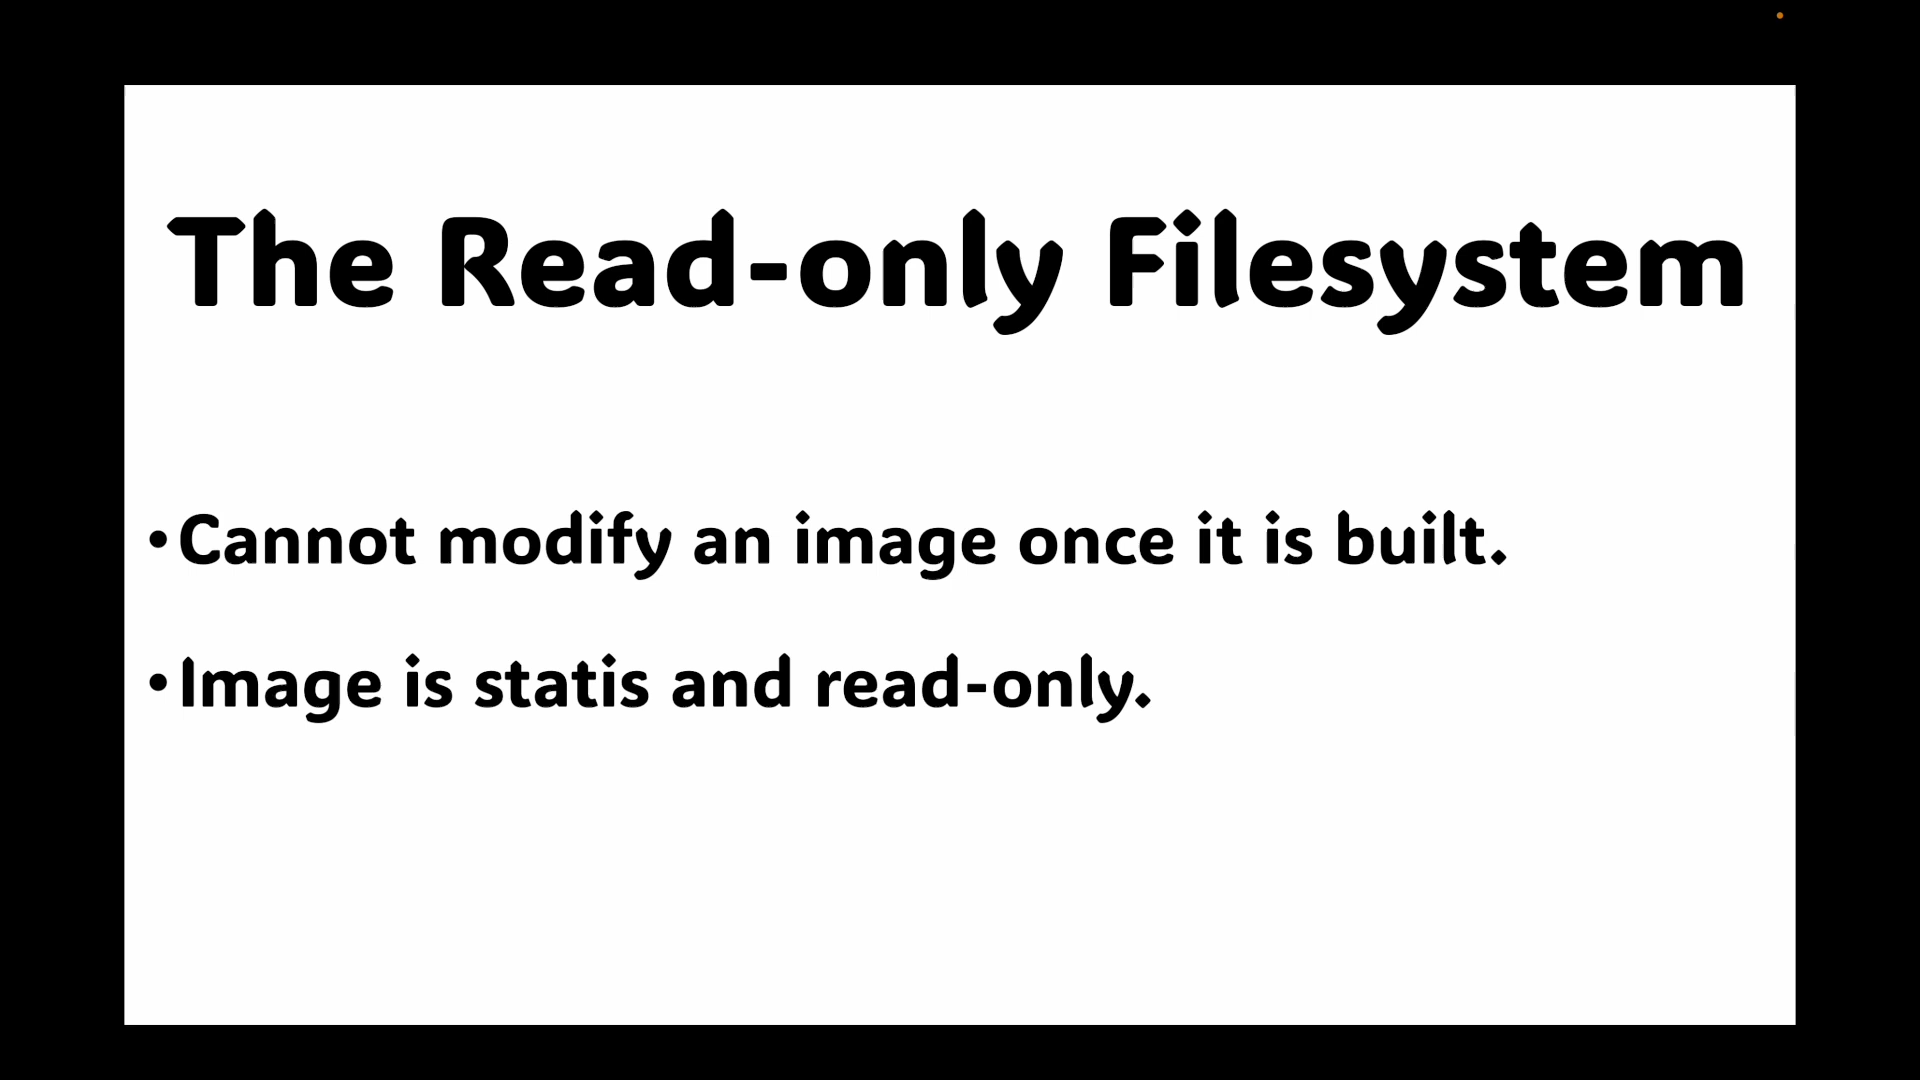 The Read-only Filesystem
•Cannot modify an image once it is built.
•Image is statis and read-only.